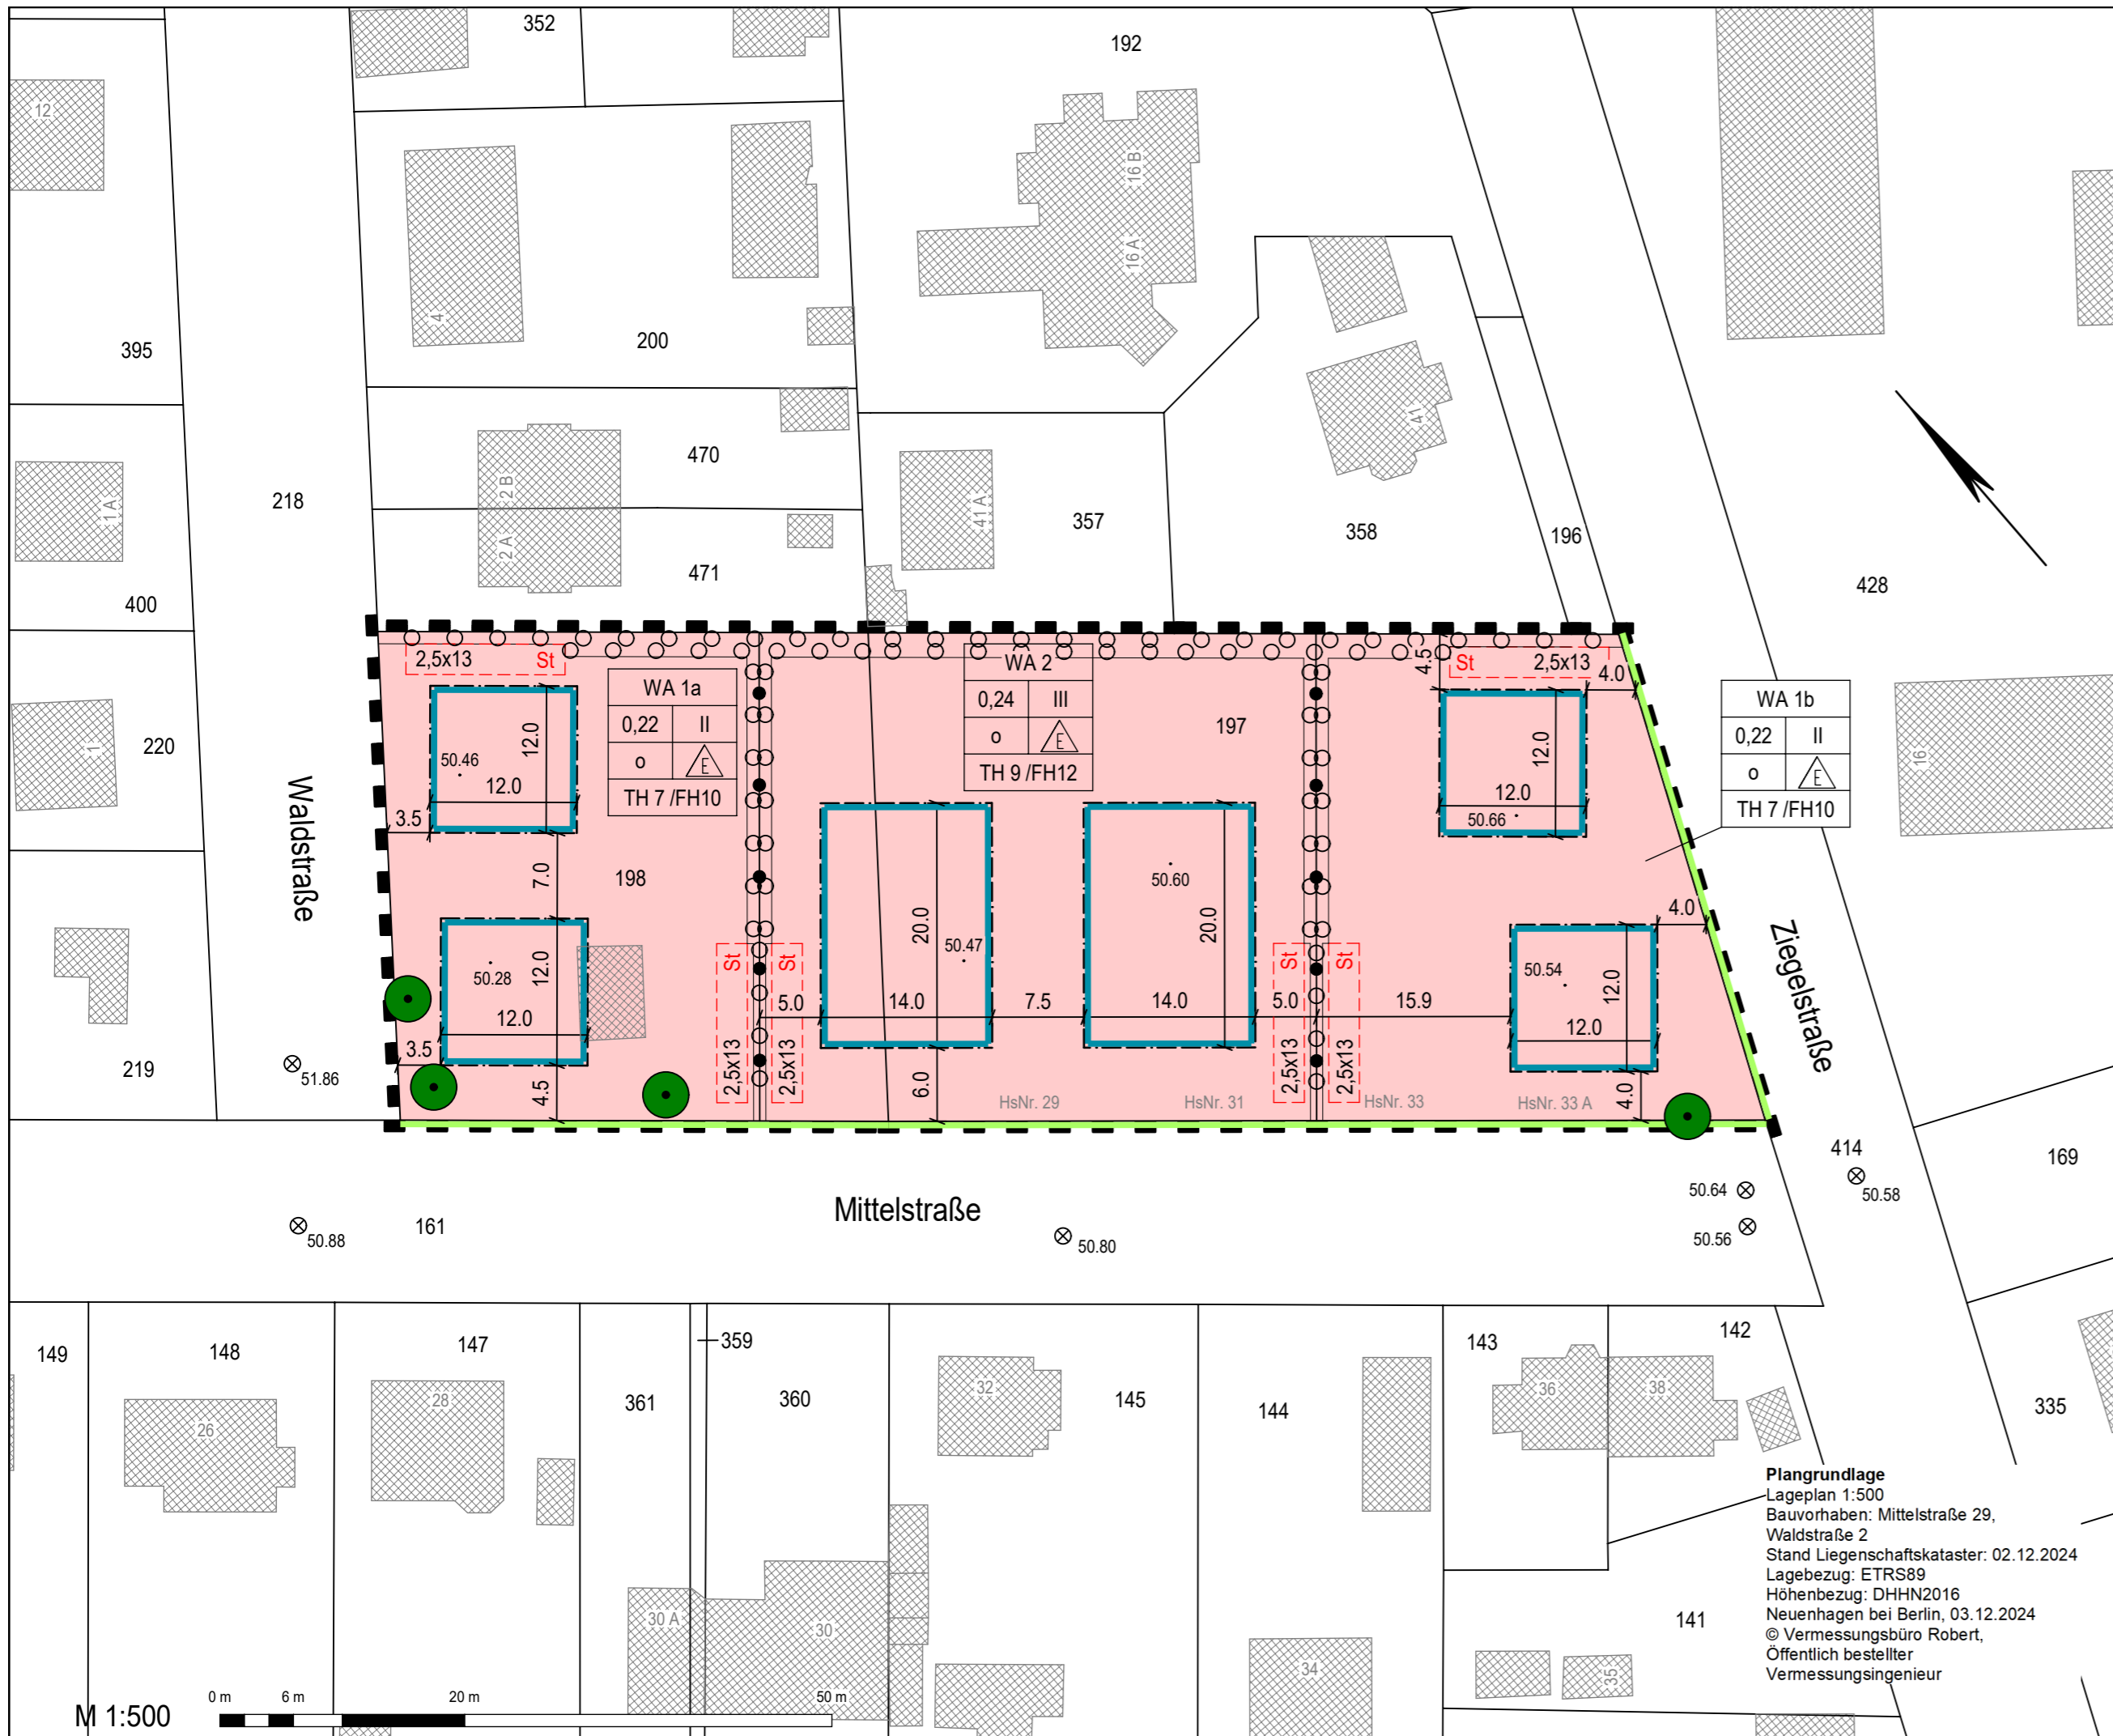 352
192
12
16 B
4
16 A
200
395
41
470
2 B
218
1 A
41 A
357
358
2 A
196
471
428
400
2,5x13
St
WA 1a
0,22 II
o E
TH 7 /FH10
WA 2
0,24 III
o E
TH 9 /FH12
197
4.5
St
2,5x13
4.0
WA 1b
0,22 II
o E
TH 7 /FH10
50.46
12.0
12.0
3.5
12.0
12.0
50.66
1
220
16
Waldstraße
7.0
198
50.60
20.0
20.0
50.47
4.0
Ziegelstraße
50.28
12.0
12.0
3.5
4.5
St
St
2,5x13
2,5x13
5.0
14.0
7.5
14.0
5.0
15.9
St
St
2,5x13
2,5x13
50.54
12.0
12.0
4.0
6.0
HsNr. 29
HsNr. 31
HsNr. 33
HsNr. 33 A
219
51.86
414
169
50.64
50.58
50.56
Mittelstraße
161
50.88
50.80
149
148
147
359
361
360
32
145
144
143
142
36
38
335
26
28
30 A
30
34
141
35
Plangrundlage
Lageplan 1:500
Bauvorhaben: Mittelstraße 29,
Waldstraße 2
Stand Liegenschaftskataster: 02.12.2024
Lagebezug: ETRS89
Höhenbezug: DHHN2016
Neuenhagen bei Berlin, 03.12.2024
© Vermessungsbüro Robert,
Öffentlich bestellter
Vermessungsingenieur
M 1:500
0 m 6 m 20 m 50 m